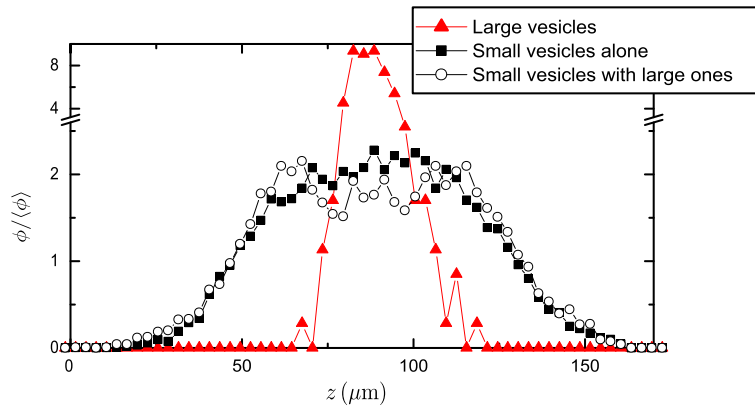 Large vesicles
Small vesicles alone
Small vesicles with large ones
8
4
2
1
0
ϕ/⟨ϕ⟩
0 50 100 150
z (μm)